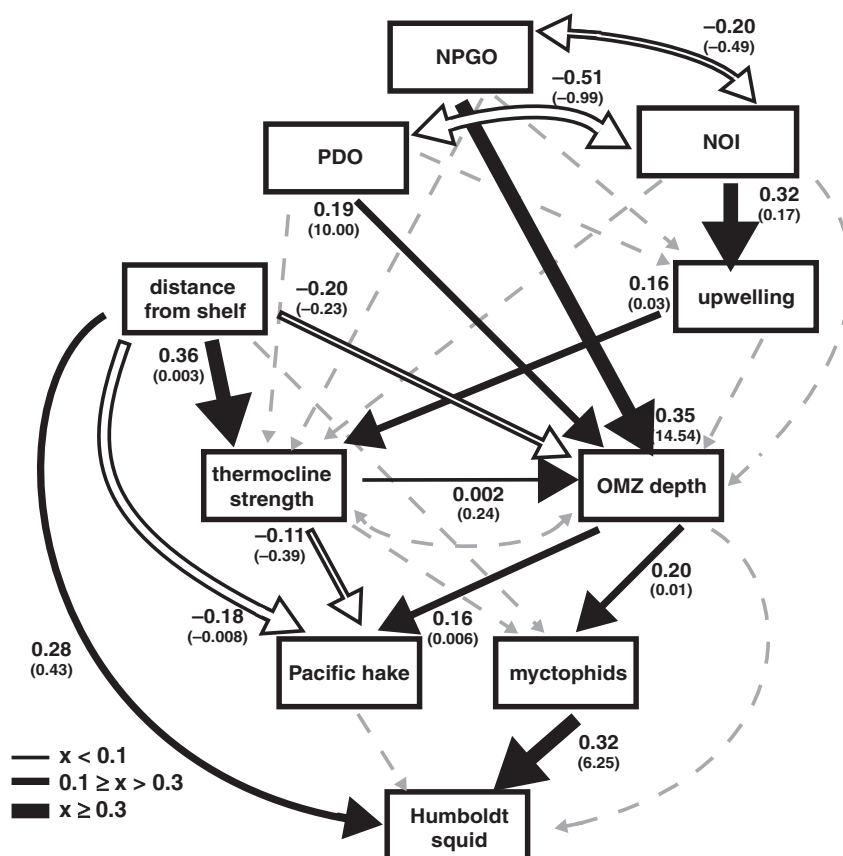 −0.20
(−0.49)
NPGO
−0.51
(−0.99)
PDO
NOI
0.19
(10.00)
0.32
(0.17)
distance
from shelf
−0.20
(−0.23)
0.16
(0.03)
upwelling
0.36
(0.003)
0.35
(14.54)
thermocline
strength
OMZ depth
0.002
(0.24)
−0.11
(−0.39)
0.20
(0.01)
−0.18
(−0.008)
0.16
(0.006)
0.28
(0.43)
Pacific hake
myctophids
0.32
(6.25)
x < 0.1
0.1 ≥ x > 0.3
x ≥ 0.3
Humboldt
squid